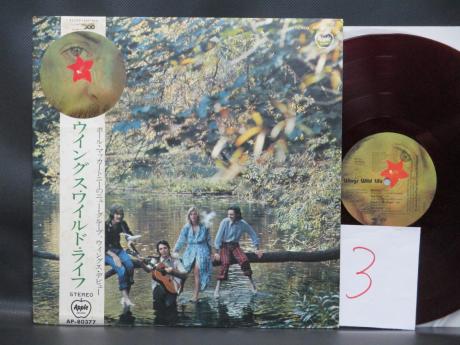 ポール・マッカートニーのニュー・グループ、ウイングス・デビュー
ウイングス・ワイルド・ライフ
STEREO
Apple
AP-80377
Wings Wild Life
3